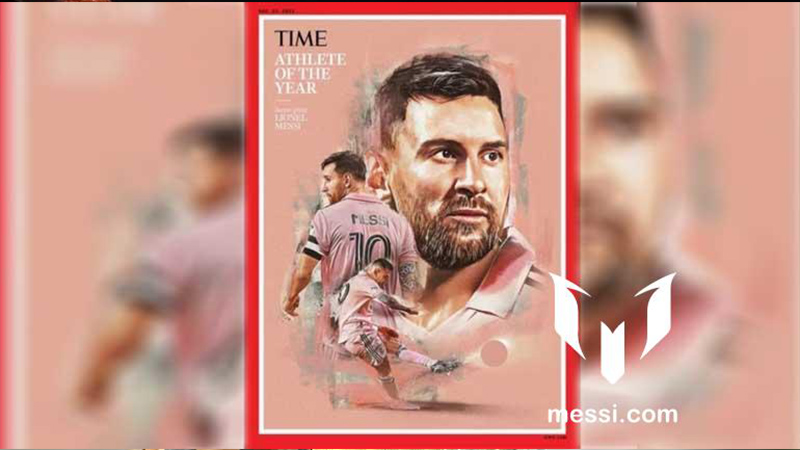 TIME
ATHLETE
OF THE
YEAR
LIONEL
MESSI
MESSI
10
messi.com